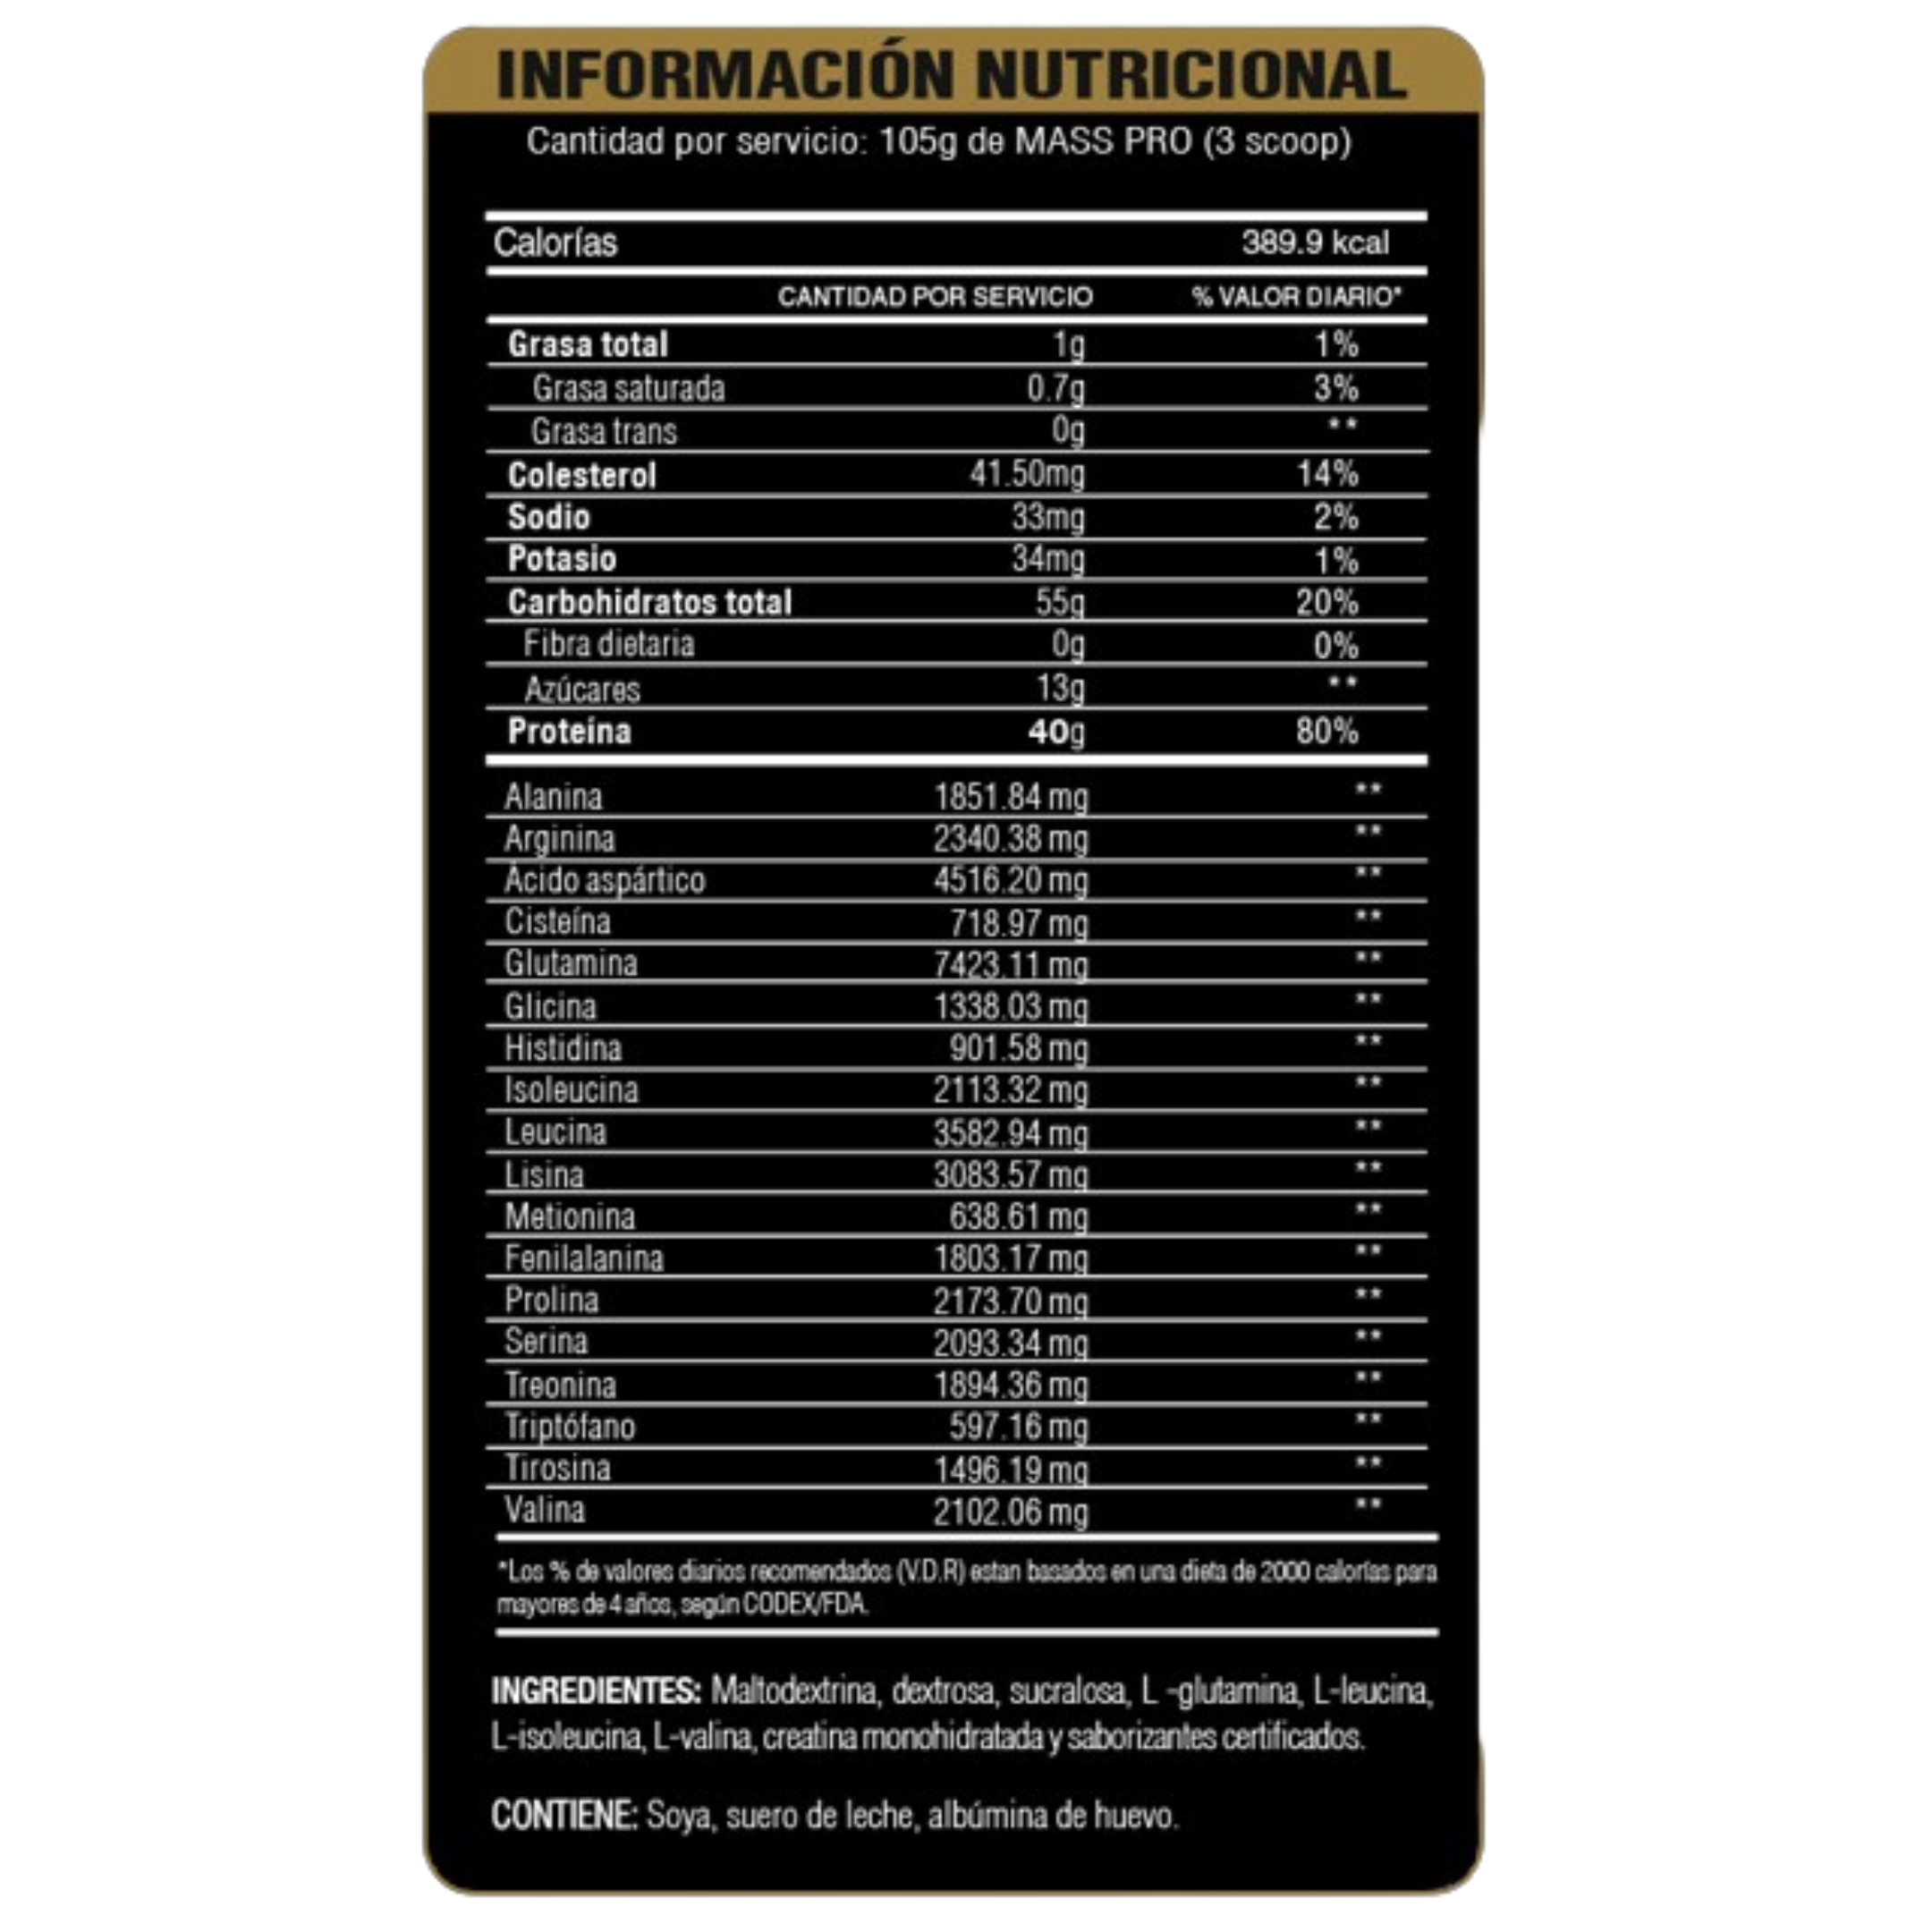 INFORMACIÓN NUTRICIONAL
Cantidad por servicio: 105g de MASS PRO (3 scoop)
Calorías 389.9 kcal
CANTIDAD POR SERVICIO % VALOR DIARIO*
Grasa total 1g 1%
Grasa saturada 0.7g 3%
Grasa trans 0g **
Colesterol 41.50mg 14%
Sodio 33mg 2%
Potasio 34mg 1%
Carbohidratos total 55g 20%
Fibra dietaria 0g 0%
Azúcares 13g **
Proteína 40g 80%
Alanina 1851.84 mg **
Arginina 2340.38 mg **
Ácido aspártico 4516.20 mg **
Cisteína 718.97 mg **
Glutamina 7423.11 mg **
Glicina 1338.03 mg **
Histidina 901.58 mg **
Isoleucina 2113.32 mg **
Leucina 3582.94 mg **
Lisina 3083.57 mg **
Metionina 638.61 mg **
Fenilalanina 1803.17 mg **
Prolina 2173.70 mg **
Serina 2093.34 mg **
Treonina 1894.36 mg **
Triptófano 597.16 mg **
Tirosina 1496.19 mg **
Valina 2102.06 mg **
*Los % de valores diarios recomendados (V.D.R) estan basados en una dieta de 2000 calorías para
mayores de 4 años, según CODEX/FDA.
INGREDIENTES: Maltodextrina, dextrosa, sucralosa, L -glutamina, L-leucina,
L-isoleucina, L-valina, creatina monohidratada y saborizantes certificados.
CONTIENE: Soya, suero de leche, albúmina de huevo.